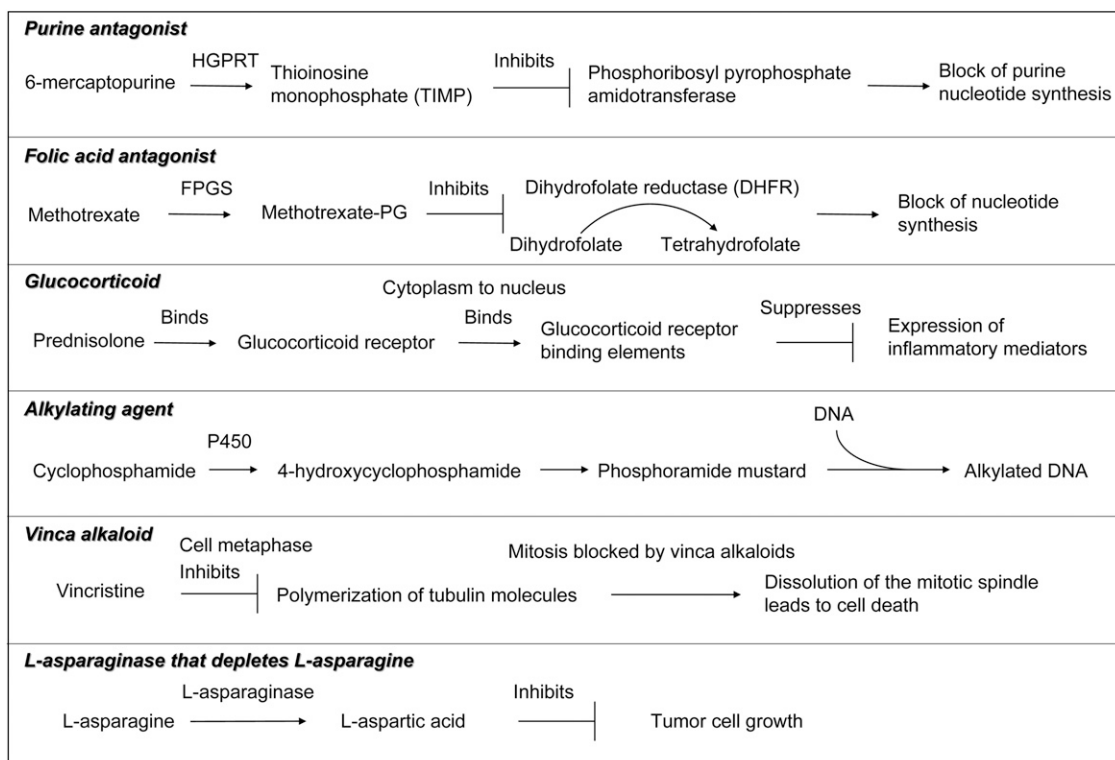 Purine antagonist
HGPRT
Inhibits
6-mercaptopurine
Thioinosine
monophosphate (TIMP)
Phosphoribosyl pyrophosphate
amidotransferase
Block of purine
nucleotide synthesis
Folic acid antagonist
FPGS
Inhibits
Dihydrofolate reductase (DHFR)
Methotrexate
Methotrexate-PG
Block of nucleotide
synthesis
Dihydrofolate
Tetrahydrofolate
Glucocorticoid
Cytoplasm to nucleus
Binds
Binds
Suppresses
Prednisolone
Glucocorticoid receptor
Glucocorticoid receptor
binding elements
Expression of
inflammatory mediators
Alkylating agent
DNA
P450
Cyclophosphamide
4-hydroxycyclophosphamide
Phosphoramide mustard
Alkylated DNA
Vinca alkaloid
Cell metaphase
Inhibits
Mitosis blocked by vinca alkaloids
Vincristine
Polymerization of tubulin molecules
Dissolution of the mitotic spindle
leads to cell death
L-asparaginase that depletes L-asparagine
L-asparaginase
Inhibits
L-asparagine
L-aspartic acid
Tumor cell growth